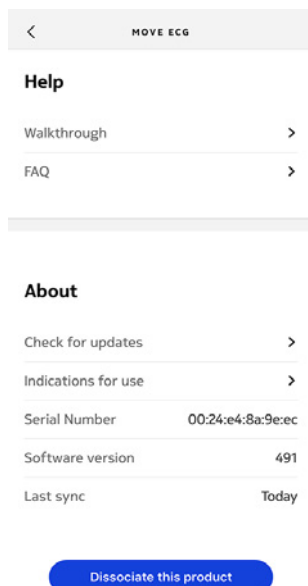 MOVE ECG
Help
Walkthrough
FAQ
About
Check for updates
Indications for use
Serial Number 00:24:e4:8a:9e:ec
Software version 491
Last sync Today
Dissociate this product